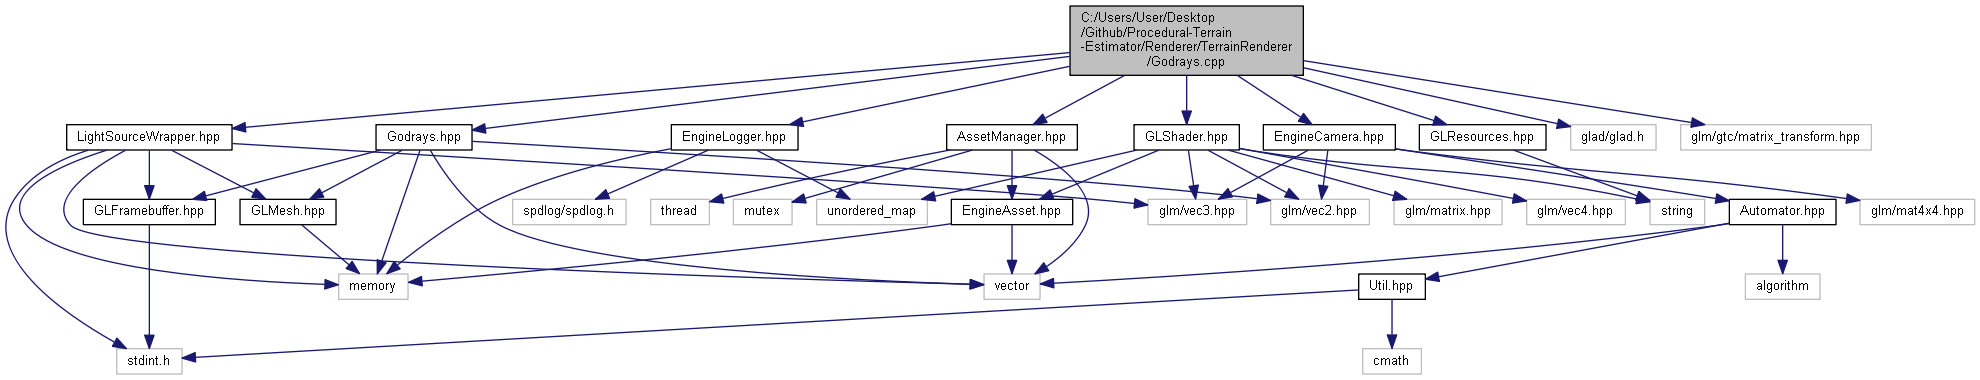 C:/Users/User/Desktop
/Github/Procedural-Terrain
-Estimator/Renderer/TerrainRenderer
/Godrays.cpp
LightSourceWrapper.hpp
Godrays.hpp
EngineLogger.hpp
AssetManager.hpp
GLShader.hpp
EngineCamera.hpp
GLResources.hpp
glad/glad.h
glm/gtc/matrix_transform.hpp
GLFramebuffer.hpp
GLMesh.hpp
spdlog/spdlog.h
thread
mutex
unordered_map
EngineAsset.hpp
glm/vec3.hpp
glm/vec2.hpp
glm/matrix.hpp
glm/vec4.hpp
string
Automator.hpp
glm/mat4x4.hpp
memory
vector
Util.hpp
algorithm
stdint.h
cmath